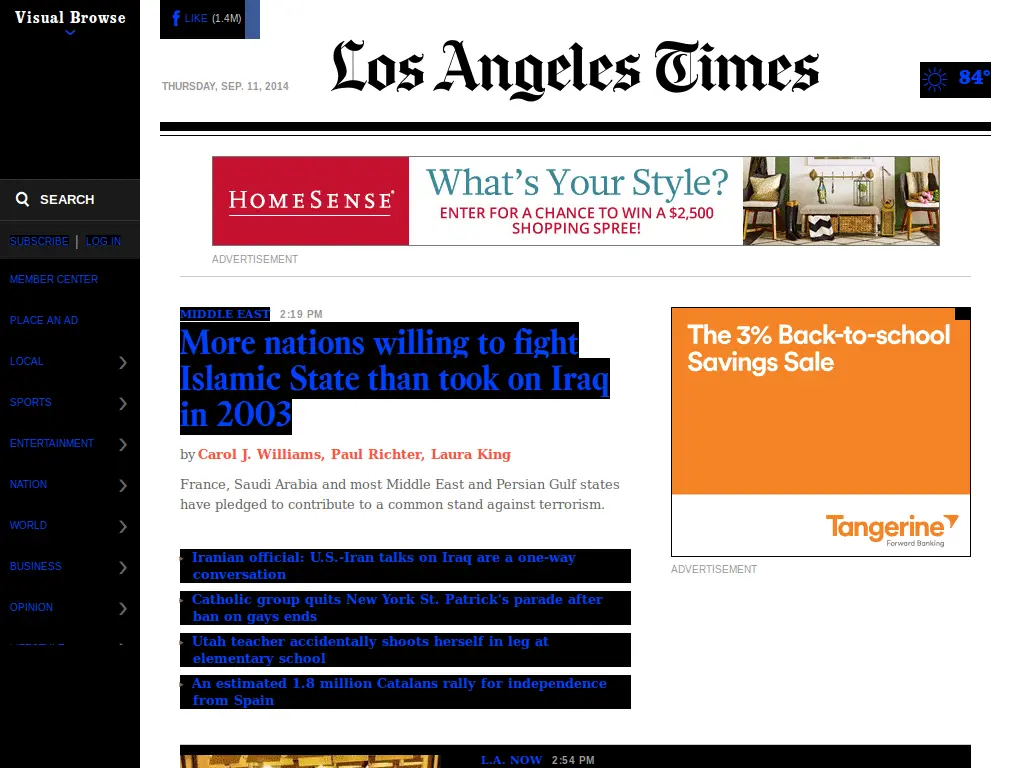 Visual Browse
LIKE (1.4M)
THURSDAY, SEP. 11, 2014
Los Angeles Times
84°
SEARCH
SUBSCRIBE | LOG IN
MEMBER CENTER
PLACE AN AD
LOCAL
SPORTS
ENTERTAINMENT
NATION
WORLD
BUSINESS
OPINION
HOMESENSE
What's Your Style?
ENTER FOR A CHANCE TO WIN A $2,500
SHOPPING SPREE!
ADVERTISEMENT
MIDDLE EAST 2:19 PM
More nations willing to fight
Islamic State than took on Iraq
in 2003
by Carol J. Williams, Paul Richter, Laura King
France, Saudi Arabia and most Middle East and Persian Gulf states
have pledged to contribute to a common stand against terrorism.
Iranian official: U.S.-Iran talks on Iraq are a one-way
conversation
Catholic group quits New York St. Patrick's parade after
ban on gays ends
Utah teacher accidentally shoots herself in leg at
elementary school
An estimated 1.8 million Catalans rally for independence
from Spain
The 3% Back-to-school
Savings Sale
Tangerine
Forward Banking
ADVERTISEMENT
L.A. NOW 2:54 PM